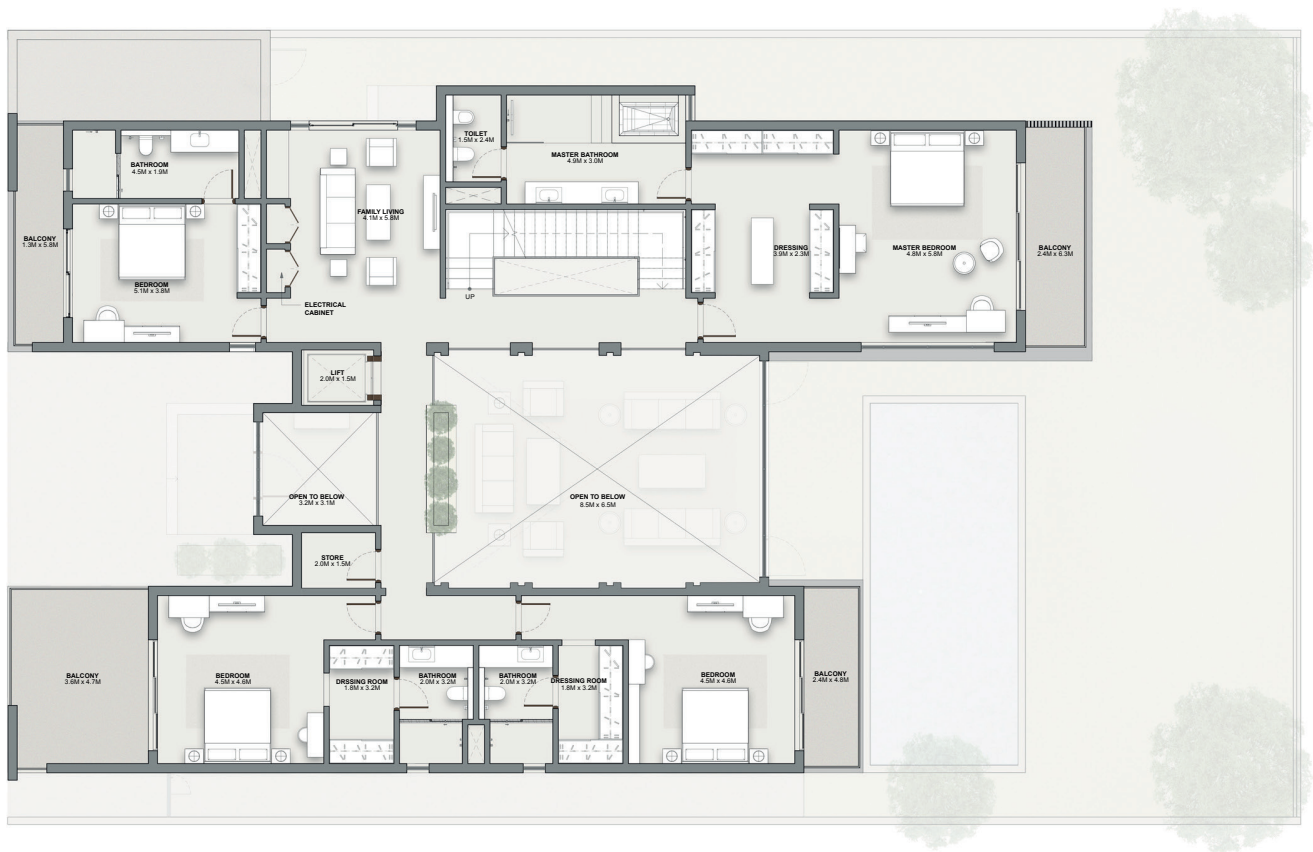 TOILET
1.5M x 2.4M
BATHROOM
4.5M x 1.9M
MASTER BATHROOM
4.9M x 3.0M
FAMILY LIVING
4.1M x 5.8M
BALCONY
1.3M x 5.8M
BEDROOM
5.1M x 3.8M
DRESSING
3.9M x 2.3M
MASTER BEDROOM
4.8M x 5.8M
BALCONY
2.4M x 6.3M
UP
ELECTRICAL
CABINET
LIFT
2.0M x 1.5M
OPEN TO BELOW
3.2M x 3.1M
OPEN TO BELOW
8.5M x 6.5M
STORE
2.0M x 1.5M
BALCONY
3.6M x 4.7M
BEDROOM
4.5M x 4.6M
DRSSING ROOM
1.8M x 3.2M
BATHROOM
2.0M x 3.2M
BATHROOM
2.0M x 3.2M
DRESSING ROOM
1.8M x 3.2M
BEDROOM
4.5M x 4.6M
BALCONY
2.4M x 4.8M